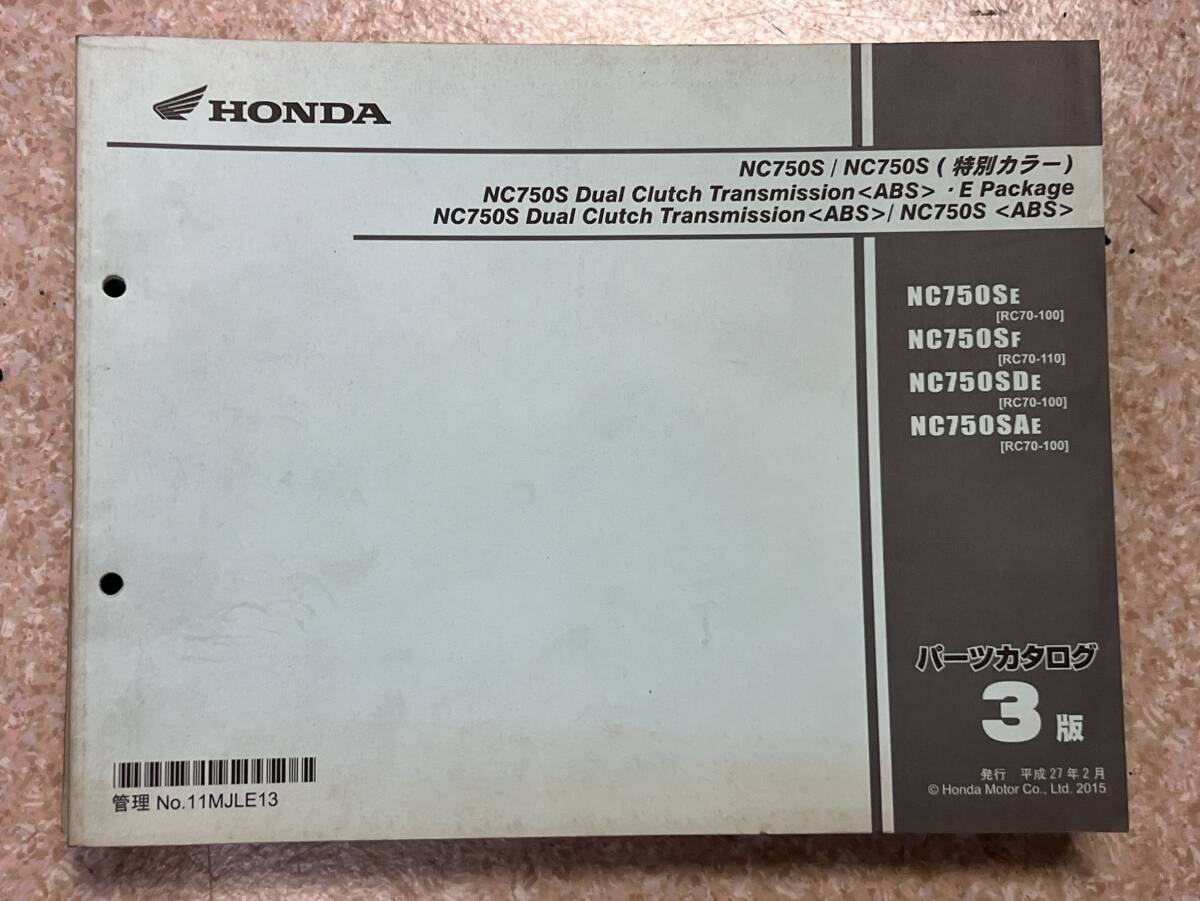 HONDA
NC750S / NC750S ( 特別カラー )
NC750S Dual Clutch Transmission<ABS> ・E Package
NC750S Dual Clutch Transmission<ABS>/ NC750S <ABS>
NC750SE
[RC70-100]
NC750SF
[RC70-110]
NC750SDE
[RC70-100]
NC750SAE
[RC70-100]
パーツカタログ
3版
発行 平成27年2月
© Honda Motor Co., Ltd. 2015
管理 No.11MJLE13